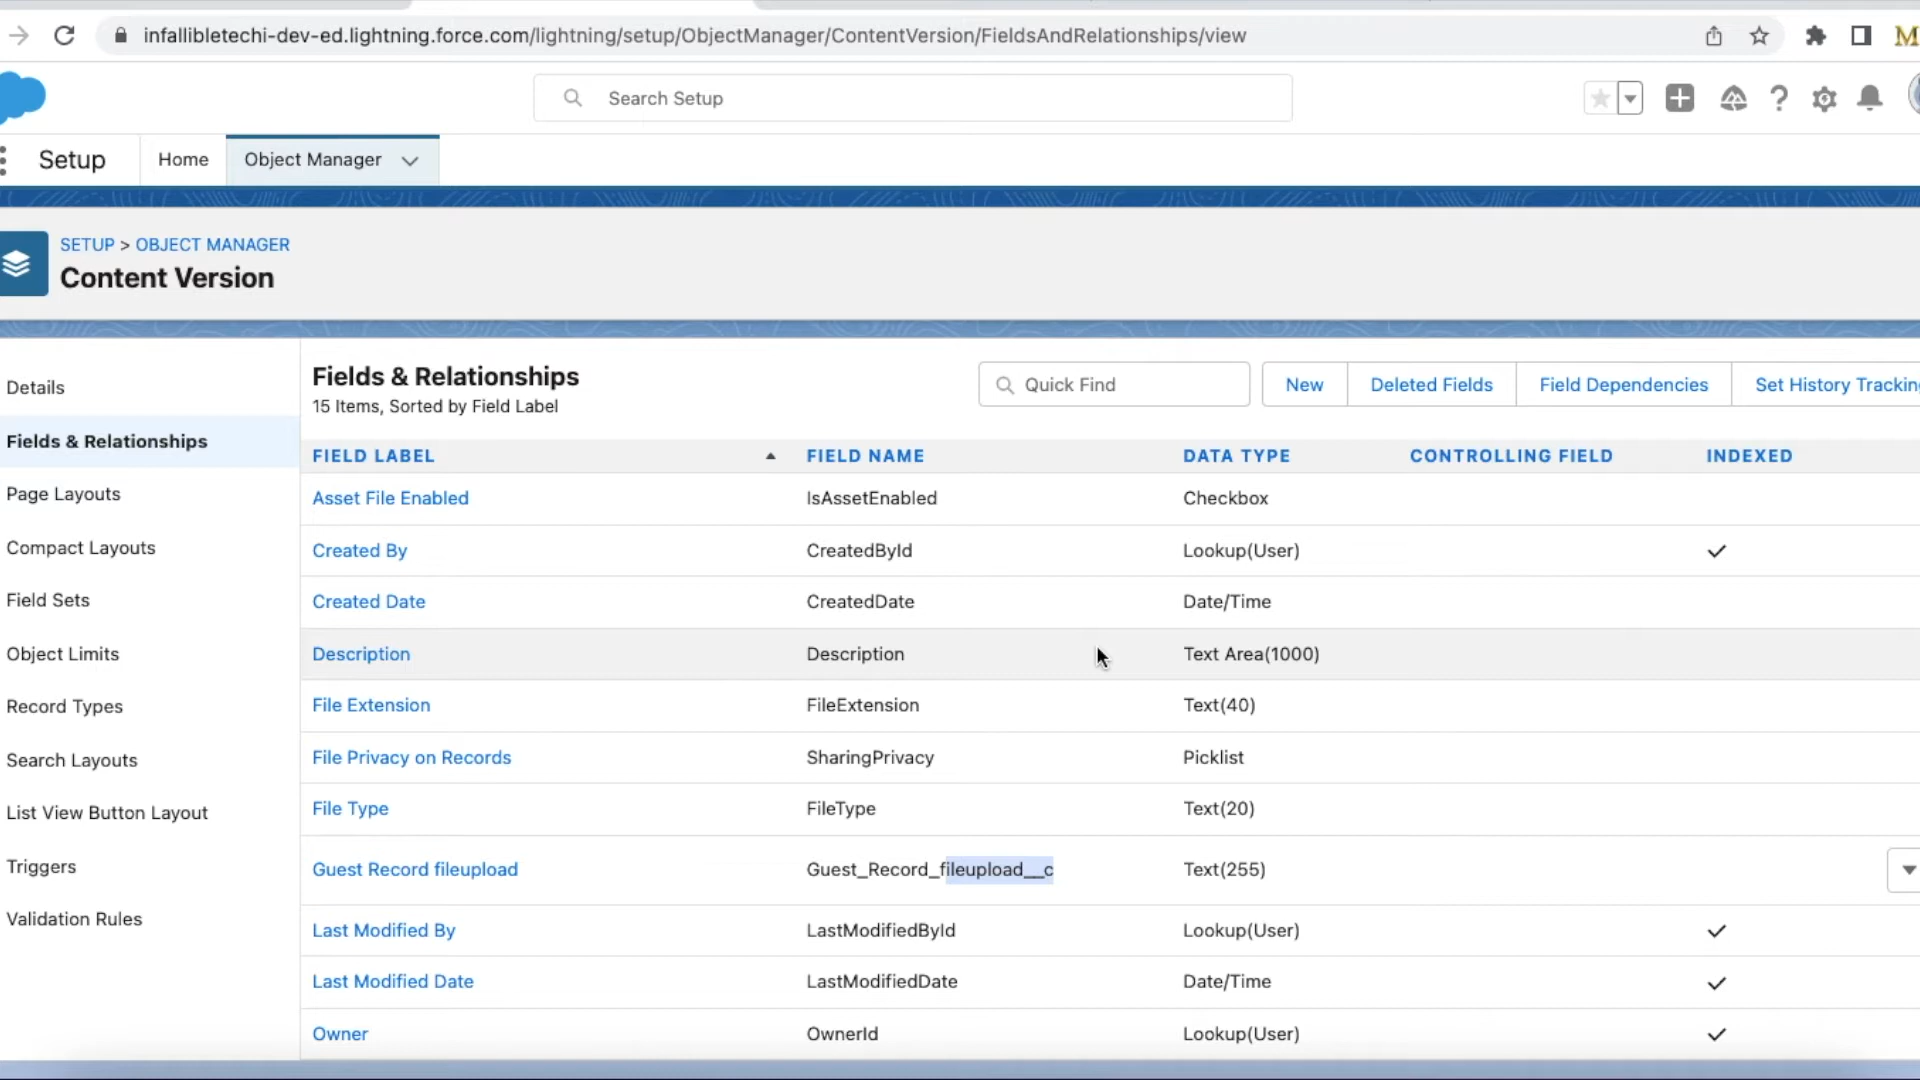 infallibletechi-dev-ed.lightning.force.com/lightning/setup/ObjectManager/ContentVersion/FieldsAndRelationships/view
M
Search Setup
Setup
Home
Object Manager
SETUP > OBJECT MANAGER
Content Version
Details
Fields & Relationships
Page Layouts
Compact Layouts
Field Sets
Object Limits
Record Types
Search Layouts
List View Button Layout
Triggers
Validation Rules
Fields & Relationships
15 Items, Sorted by Field Label
Quick Find
New
Deleted Fields
Field Dependencies
Set History Trackin
FIELD LABEL FIELD NAME DATA TYPE CONTROLLING FIELD INDEXED
Asset File Enabled IsAssetEnabled Checkbox
Created By CreatedById Lookup(User)
Created Date CreatedDate Date/Time
Description Description Text Area(1000)
File Extension FileExtension Text(40)
File Privacy on Records SharingPrivacy Picklist
File Type FileType Text(20)
Guest Record fileupload Guest_Record_fileupload__c Text(255)
Last Modified By LastModifiedById Lookup(User)
Last Modified Date LastModifiedDate Date/Time
Owner OwnerId Lookup(User)